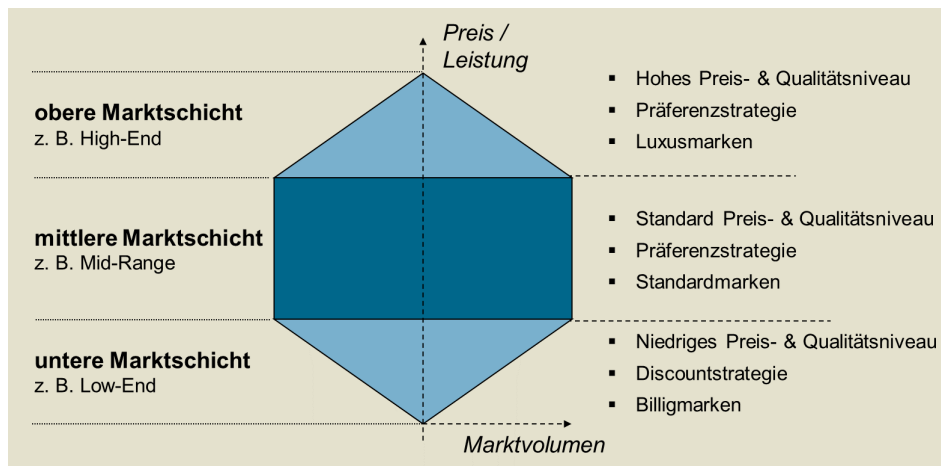 Preis /
Leistung
obere Marktschicht
z. B. High-End
▪ Hohes Preis- & Qualitätsniveau
▪ Präferenzstrategie
▪ Luxusmarken
mittlere Marktschicht
z. B. Mid-Range
▪ Standard Preis- & Qualitätsniveau
▪ Präferenzstrategie
▪ Standardmarken
untere Marktschicht
z. B. Low-End
▪ Niedriges Preis- & Qualitätsniveau
▪ Discountstrategie
▪ Billigmarken
Marktvolumen